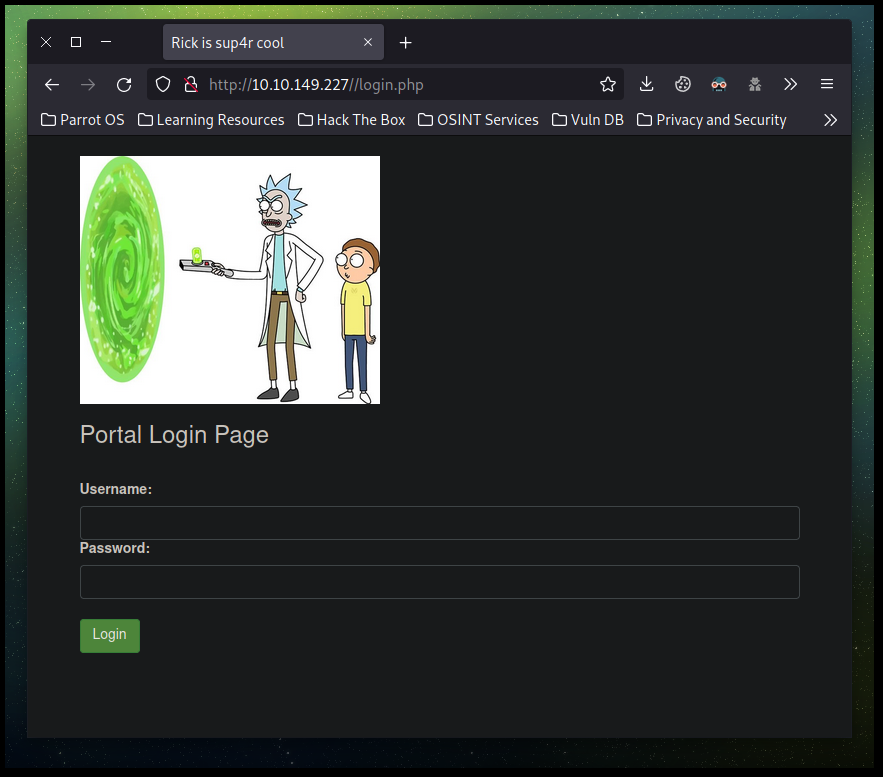 Rick is sup4r cool
http://10.10.149.227//login.php
Parrot OS Learning Resources Hack The Box OSINT Services Vuln DB Privacy and Security
Portal Login Page
Username:
Password:
Login